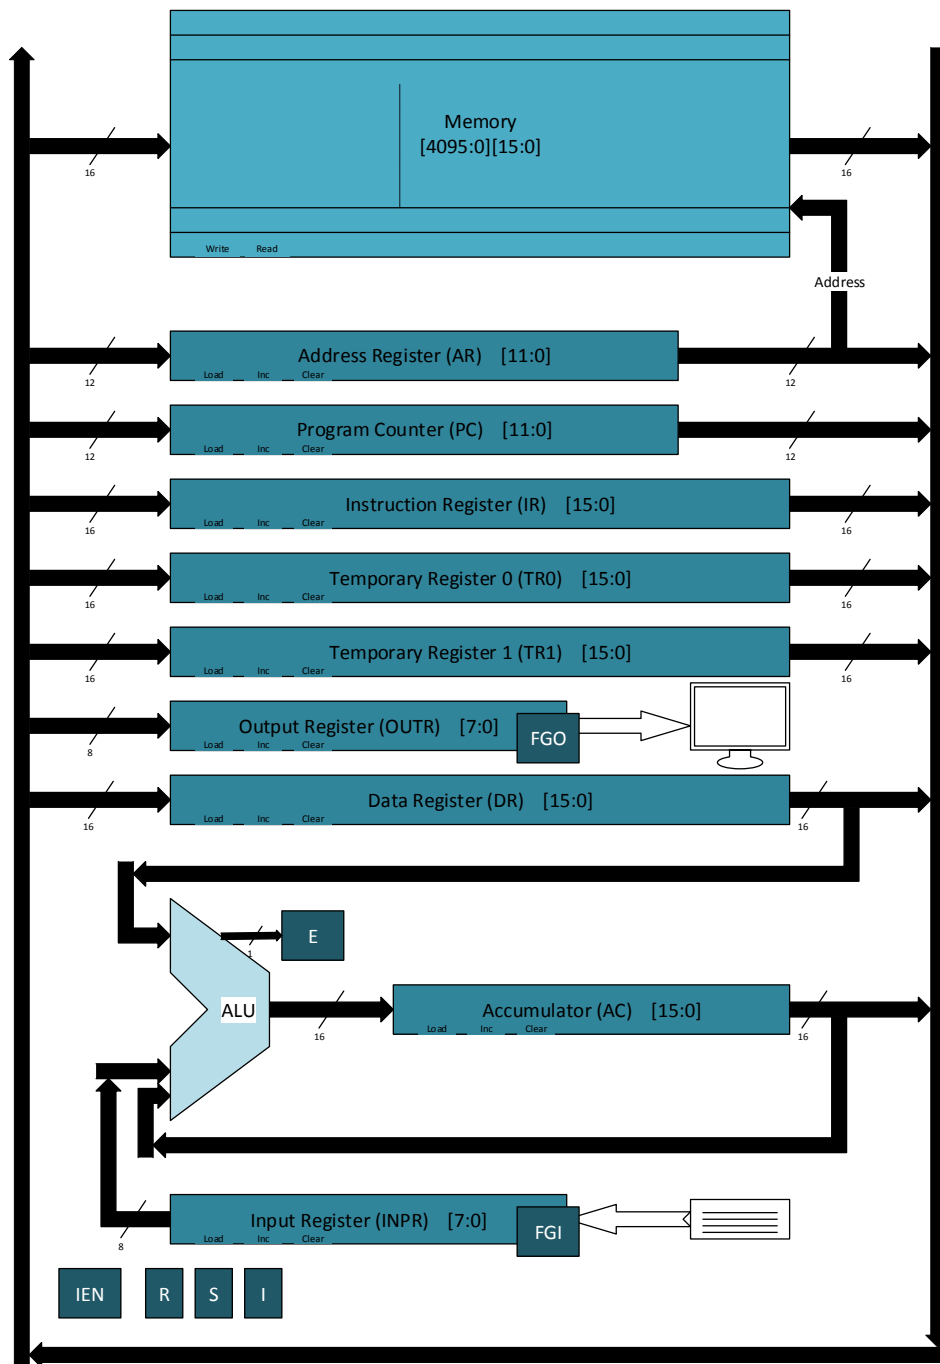 Memory
[4095:0][15:0]
16
16
Write Read
Address
Address Register (AR) [11:0]
Load Inc Clear
12
12
Program Counter (PC) [11:0]
Load Inc Clear
12
12
Instruction Register (IR) [15:0]
Load Inc Clear
16
16
Temporary Register 0 (TR0) [15:0]
Load Inc Clear
16
16
Temporary Register 1 (TR1) [15:0]
Load Inc Clear
16
16
Output Register (OUTR) [7:0]
FGO
Load Inc Clear
8
Data Register (DR) [15:0]
Load Inc Clear
16
16
E
1
ALU
Accumulator (AC) [15:0]
Load Inc Clear
16
16
Input Register (INPR) [7:0]
FGI
Load Inc Clear
8
IEN R S I